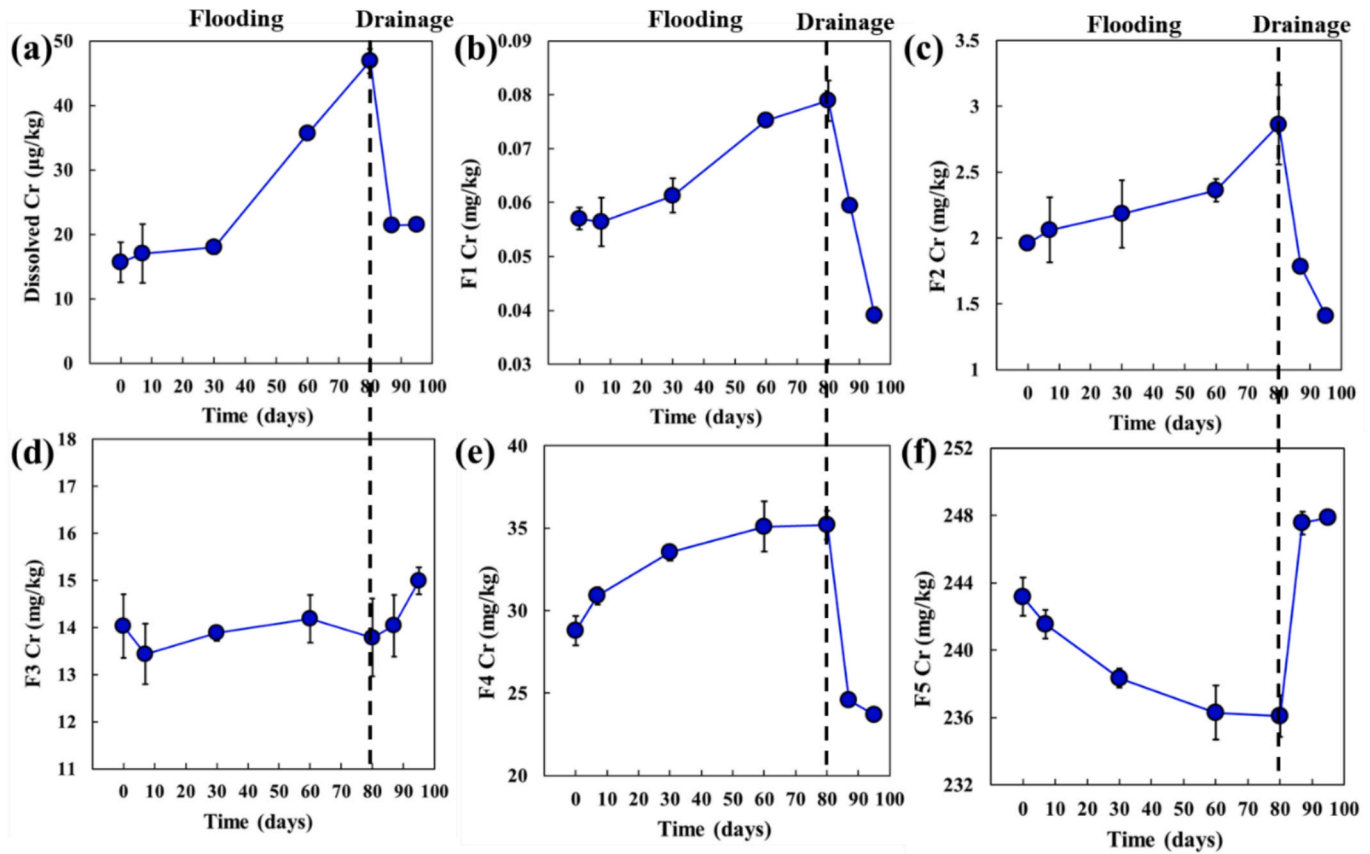 Flooding Drainage Flooding Drainage Flooding Drainage
(a)
50
40
30
20
10
0
Dissolved Cr (µg/kg)
0 10 20 30 40 50 60 70 80 90 100
Time (days)
(b)
0.09
0.08
0.07
0.06
0.05
0.04
0.03
F1 Cr (mg/kg)
0 10 20 30 40 50 60 70 80 90 100
Time (days)
(c)
3.5
3
2.5
2
1.5
1
F2 Cr (mg/kg)
0 10 20 30 40 50 60 70 80 90 100
Time (days)
(d)
18
17
16
15
14
13
12
11
F3 Cr (mg/kg)
0 10 20 30 40 50 60 70 80 90 100
Time (days)
(e)
40
35
30
25
20
F4 Cr (mg/kg)
0 10 20 30 40 50 60 70 80 90 100
Time (days)
(f)
252
248
244
240
236
232
F5 Cr (mg/kg)
0 10 20 30 40 50 60 70 80 90 100
Time (days)